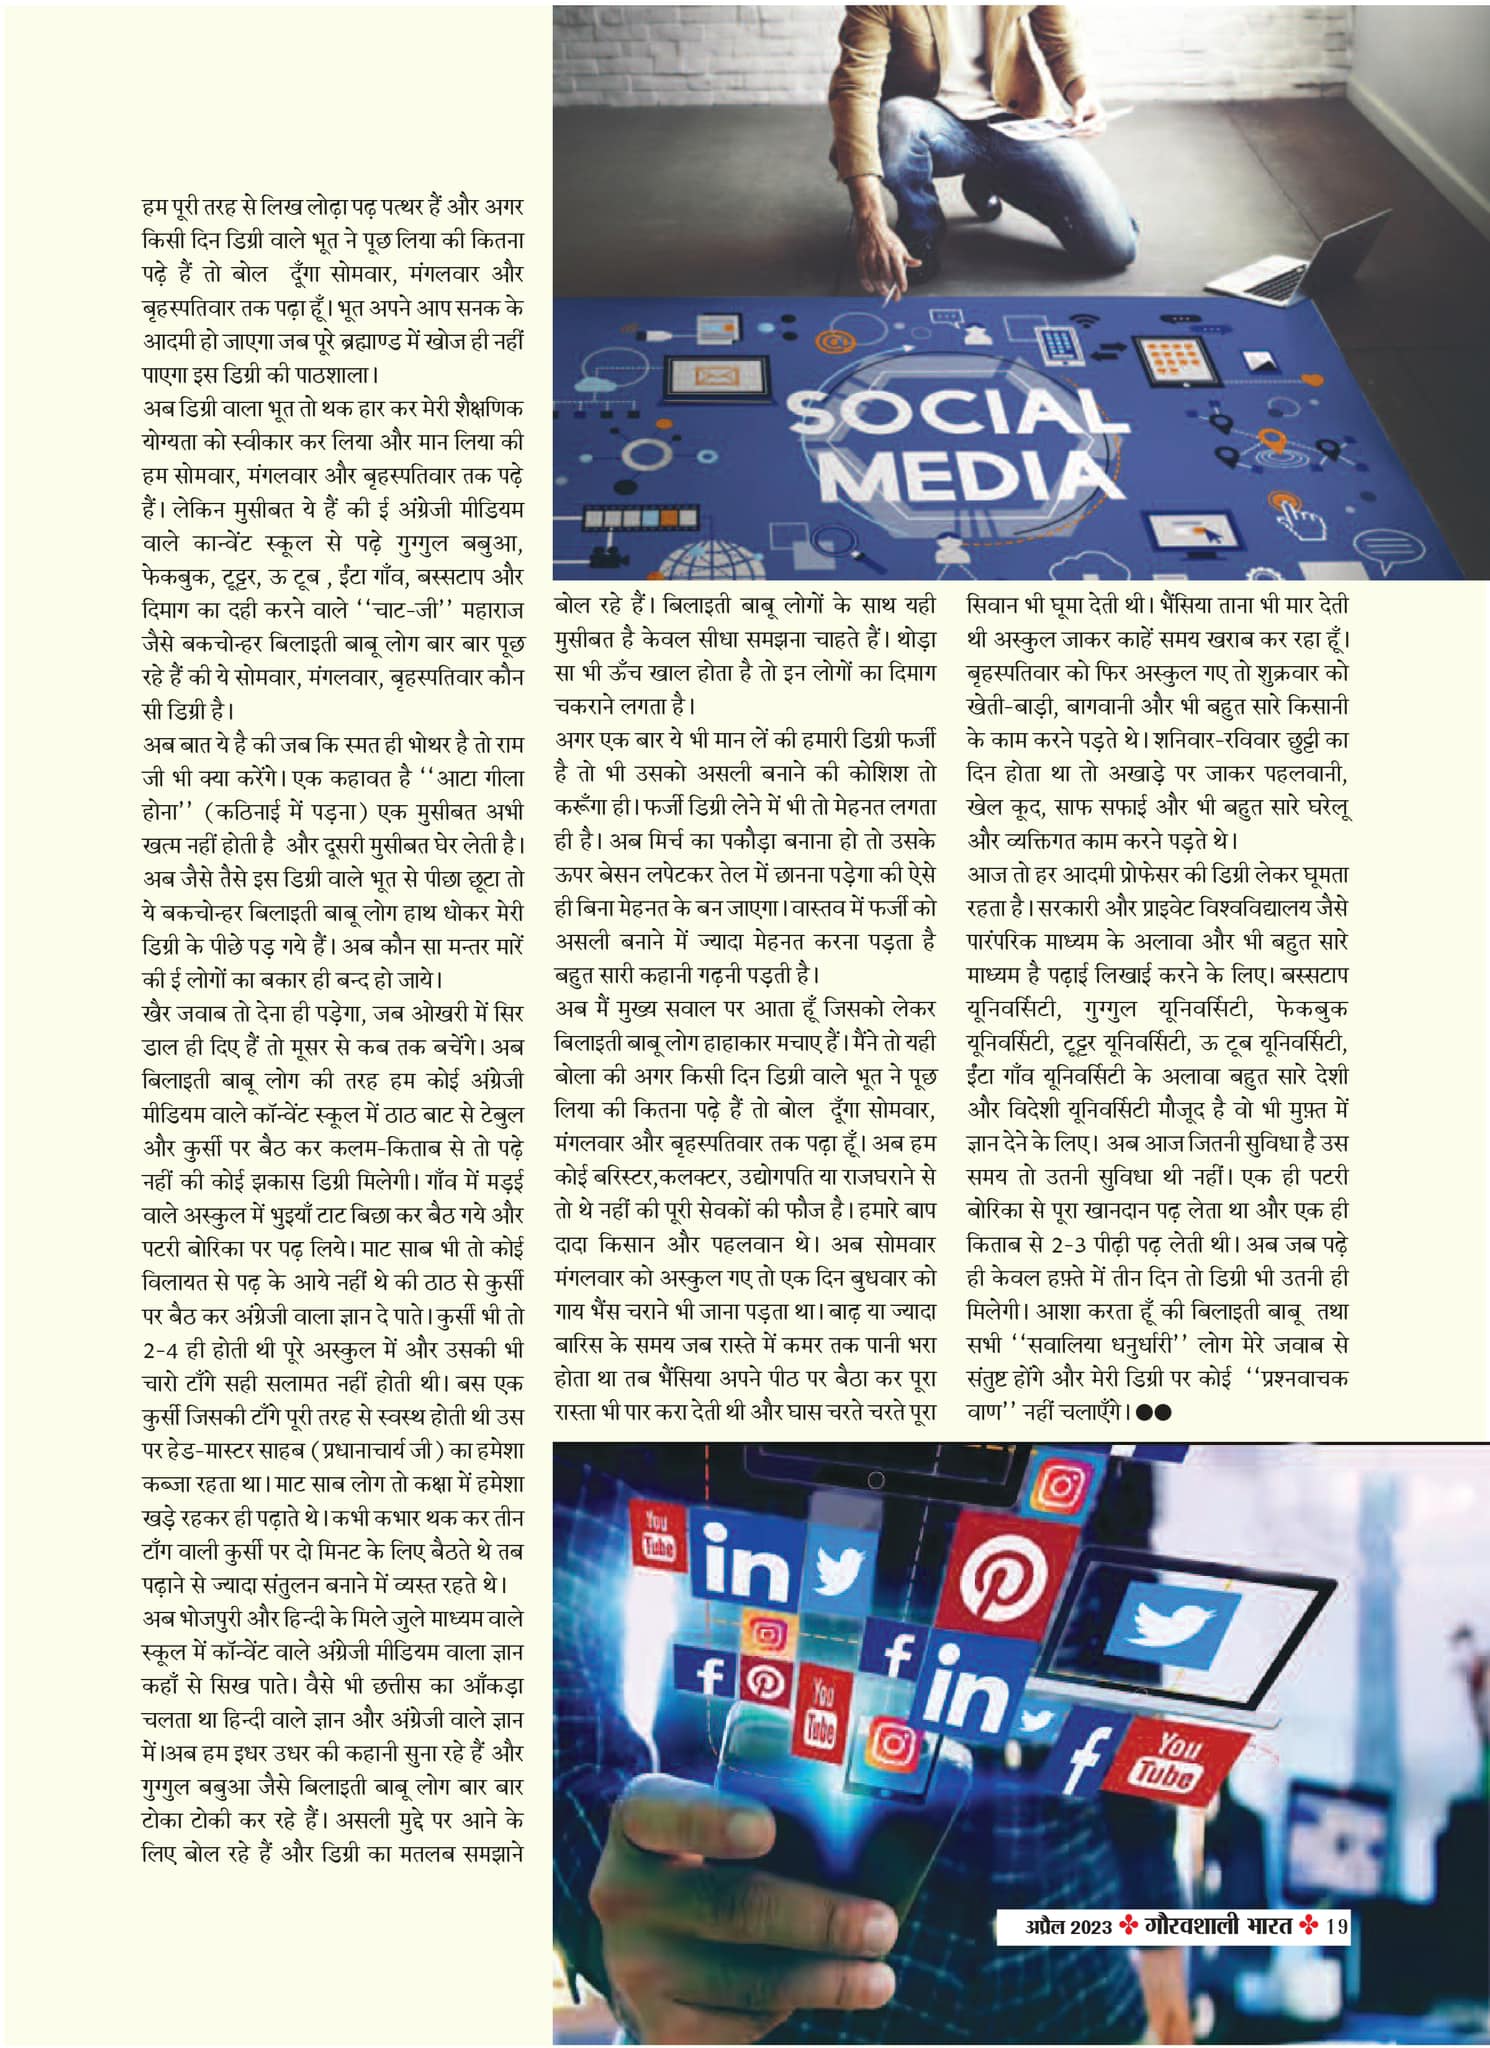 हम पूरी तरह से लिख लोढ़ा पढ़ पत्थर हैं और अगर
किसी दिन डिग्री वाले भूत ने पूछ लिया की कितना
पढ़े हैं तो बोल दूँगा सोमवार, मंगलवार और
बृहस्पतिवार तक पढ़ा हूँ। भूत अपने आप सनक के
आदमी हो जाएगा जब पूरे ब्रह्माण्ड में खोज ही नहीं
पाएगा इस डिग्री की पाठशाला।
अब डिग्री वाला भूत तो थक हार कर मेरी शैक्षणिक
योग्यता को स्वीकार कर लिया और मान लिया की
हम सोमवार, मंगलवार और बृहस्पतिवार तक पढ़े
हैं। लेकिन मुसीबत ये हैं की ई अंग्रेजी मीडियम
वाले कान्वेंट स्कूल से पढ़े गुग्गुल बबुआ,
फेकबुक, टूट्टर, ऊ टूब , ईंटा गाँव, बस्सटाप और
दिमाग का दही करने वाले ‘‘चाट-जी’’ महाराज
जैसे बकचोन्हर बिलाइती बाबू लोग बार बार पूछ
रहे हैं की ये सोमवार, मंगलवार, बृहस्पतिवार कौन
सी डिग्री है।
अब बात ये है की जब कि स्मत ही भोथर है तो राम
जी भी क्या करेंगे। एक कहावत है ‘‘आटा गीला
होना’’ (कठिनाई में पड़ना) एक मुसीबत अभी
खत्म नहीं होती है और दूसरी मुसीबत घेर लेती है।
अब जैसे तैसे इस डिग्री वाले भूत से पीछा छूटा तो
ये बकचोन्हर बिलाइती बाबू लोग हाथ धोकर मेरी
डिग्री के पीछे पड़ गये हैं। अब कौन सा मन्तर मारें
की ई लोगों का बकार ही बन्द हो जाये।
खैर जवाब तो देना ही पड़ेगा, जब ओखरी में सिर
डाल ही दिए हैं तो मूसर से कब तक बचेंगे। अब
बिलाइती बाबू लोग की तरह हम कोई अंग्रेजी
मीडियम वाले कॉन्वेंट स्कूल में ठाठ बाट से टेबुल
और कुर्सी पर बैठ कर कलम-किताब से तो पढ़े
नहीं की कोई झकास डिग्री मिलेगी। गाँव में मड़ई
वाले अस्कुल में भुइयाँ टाट बिछा कर बैठ गये और
पटरी बोरिका पर पढ़ लिये। माट साब भी तो कोई
विलायत से पढ़ के आये नहीं थे की ठाठ से कुर्सी
पर बैठ कर अंग्रेजी वाला ज्ञान दे पाते। कुर्सी भी तो
2-4 ही होती थी पूरे अस्कुल में और उसकी भी
चारो टाँगे सही सलामत नहीं होती थी। बस एक
कुर्सी जिसकी टाँगे पूरी तरह से स्वस्थ होती थी उस
पर हेड-मास्टर साहब (प्रधानाचार्य जी) का हमेशा
कब्जा रहता था। माट साब लोग तो कक्षा में हमेशा
खड़े रहकर ही पढ़ाते थे। कभी कभार थक कर तीन
टाँग वाली कुर्सी पर दो मिनट के लिए बैठते थे तब
पढ़ाने से ज्यादा संतुलन बनाने में व्यस्त रहते थे।
अब भोजपुरी और हिन्दी के मिले जुले माध्यम वाले
स्कूल में कॉन्वेंट वाले अंग्रेजी मीडियम वाला ज्ञान
कहाँ से सिख पाते। वैसे भी छत्तीस का आँकड़ा
चलता था हिन्दी वाले ज्ञान और अंग्रेजी वाले ज्ञान
में।अब हम इधर उधर की कहानी सुना रहे हैं और
गुग्गुल बबुआ जैसे बिलाइती बाबू लोग बार बार
टोका टोकी कर रहे हैं। असली मुद्दे पर आने के
लिए बोल रहे हैं और डिग्री का मतलब समझाने
SOCIAL
MEDIA
बोल रहे हैं। बिलाइती बाबू लोगों के साथ यही
मुसीबत है केवल सीधा समझना चाहते हैं। थोड़ा
सा भी ऊँच खाल होता है तो इन लोगों का दिमाग
चकराने लगता है।
अगर एक बार ये भी मान लें की हमारी डिग्री फर्जी
है तो भी उसको असली बनाने की कोशिश तो
करूँगा ही। फर्जी डिग्री लेने में भी तो मेहनत लगता
ही है। अब मिर्च का पकौड़ा बनाना हो तो उसके
ऊपर बेसन लपेटकर तेल में छानना पड़ेगा की ऐसे
ही बिना मेहनत के बन जाएगा। वास्तव में फर्जी को
असली बनाने में ज्यादा मेहनत करना पड़ता है
बहुत सारी कहानी गढ़नी पड़ती है।
अब मैं मुख्य सवाल पर आता हूँ जिसको लेकर
बिलाइती बाबू लोग हाहाकार मचाए हैं। मैंने तो यही
बोला की अगर किसी दिन डिग्री वाले भूत ने पूछ
लिया की कितना पढ़े हैं तो बोल दूँगा सोमवार,
मंगलवार और बृहस्पतिवार तक पढ़ा हूँ। अब हम
कोई बरिस्टर,कलक्टर, उद्योगपति या राजघराने से
तो थे नहीं की पूरी सेवकों की फौज है। हमारे बाप
दादा किसान और पहलवान थे। अब सोमवार
मंगलवार को अस्कुल गए तो एक दिन बुधवार को
गाय भैंस चराने भी जाना पड़ता था। बाढ़ या ज्यादा
बारिस के समय जब रास्ते में कमर तक पानी भरा
होता था तब भैंसिया अपने पीठ पर बैठा कर पूरा
रास्ता भी पार करा देती थी और घास चरते चरते पूरा
सिवान भी घूमा देती थी। भैंसिया ताना भी मार देती
थी अस्कुल जाकर काहें समय खराब कर रहा हूँ।
बृहस्पतिवार को फिर अस्कुल गए तो शुक्रवार को
खेती-बाड़ी, बागवानी और भी बहुत सारे किसानी
के काम करने पड़ते थे। शनिवार-रविवार छुट्टी का
दिन होता था तो अखाड़े पर जाकर पहलवानी,
खेल कूद, साफ सफाई और भी बहुत सारे घरेलू
और व्यक्तिगत काम करने पड़ते थे।
आज तो हर आदमी प्रोफेसर की डिग्री लेकर घूमता
रहता है। सरकारी और प्राइवेट विश्वविद्यालय जैसे
पारंपरिक माध्यम के अलावा और भी बहुत सारे
माध्यम है पढ़ाई लिखाई करने के लिए। बस्सटाप
यूनिवर्सिटी, गुग्गुल यूनिवर्सिटी, फेकबुक
यूनिवर्सिटी, टूट्टर यूनिवर्सिटी, ऊ टूब यूनिवर्सिटी,
ईंटा गाँव यूनिवर्सिटी के अलावा बहुत सारे देशी
और विदेशी यूनिवर्सिटी मौजूद है वो भी मुफ़्त में
ज्ञान देने के लिए। अब आज जितनी सुविधा है उस
समय तो उतनी सुविधा थी नहीं। एक ही पटरी
बोरिका से पूरा खानदान पढ़ लेता था और एक ही
किताब से 2-3 पीढ़ी पढ़ लेती थी। अब जब पढ़े
ही केवल हफ़्ते में तीन दिन तो डिग्री भी उतनी ही
मिलेगी। आशा करता हूँ की बिलाइती बाबू तथा
सभी ‘‘सवालिया धनुर्धारी’’ लोग मेरे जवाब से
संतुष्ट होंगे और मेरी डिग्री पर कोई ‘‘प्रश्नवाचक
वाण’’ नहीं चलाएँगे।●●
You
Tube
in
f
You
Tube
f
in
f
You
Tube
अप्रैल 2023 ✤ गौरवशाली भारत ✤ 19